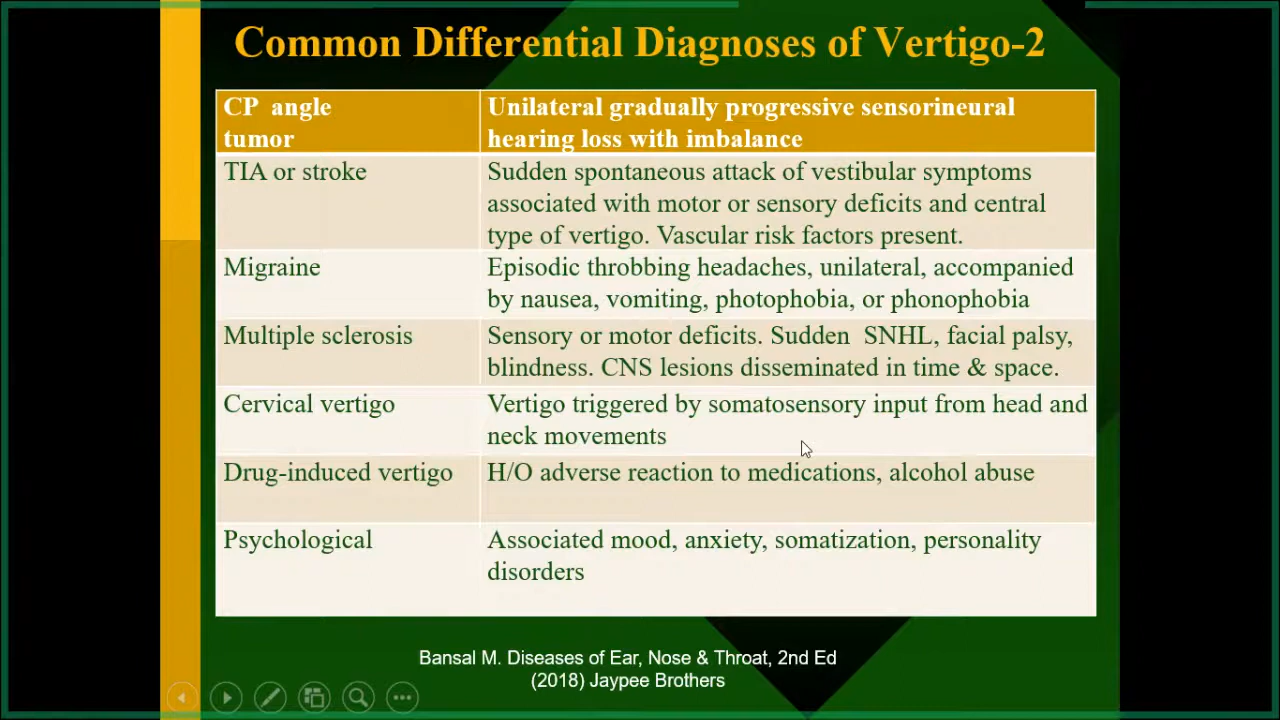 Common Differential Diagnoses of Vertigo-2
CP angle
tumor
Unilateral gradually progressive sensorineural
hearing loss with imbalance
TIA or stroke
Sudden spontaneous attack of vestibular symptoms
associated with motor or sensory deficits and central
type of vertigo. Vascular risk factors present.
Migraine
Episodic throbbing headaches, unilateral, accompanied
by nausea, vomiting, photophobia, or phonophobia
Multiple sclerosis
Sensory or motor deficits. Sudden SNHL, facial palsy,
blindness. CNS lesions disseminated in time & space.
Cervical vertigo
Vertigo triggered by somatosensory input from head and
neck movements
Drug-induced vertigo
H/O adverse reaction to medications, alcohol abuse
Psychological
Associated mood, anxiety, somatization, personality
disorders
Bansal M. Diseases of Ear, Nose & Throat, 2nd Ed
(2018) Jaypee Brothers